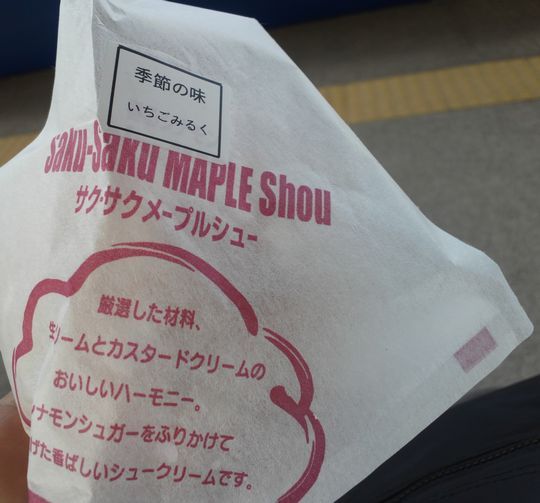 季節の味
いちごみるく
saku-saku MAPLE Shou
サク・サクメープルシュー
厳選した材料、
生クリームとカスタードクリームの
おいしいハーモニー。
ナモンシュガーをふりかけて
げた香ばしいシュークリームです。